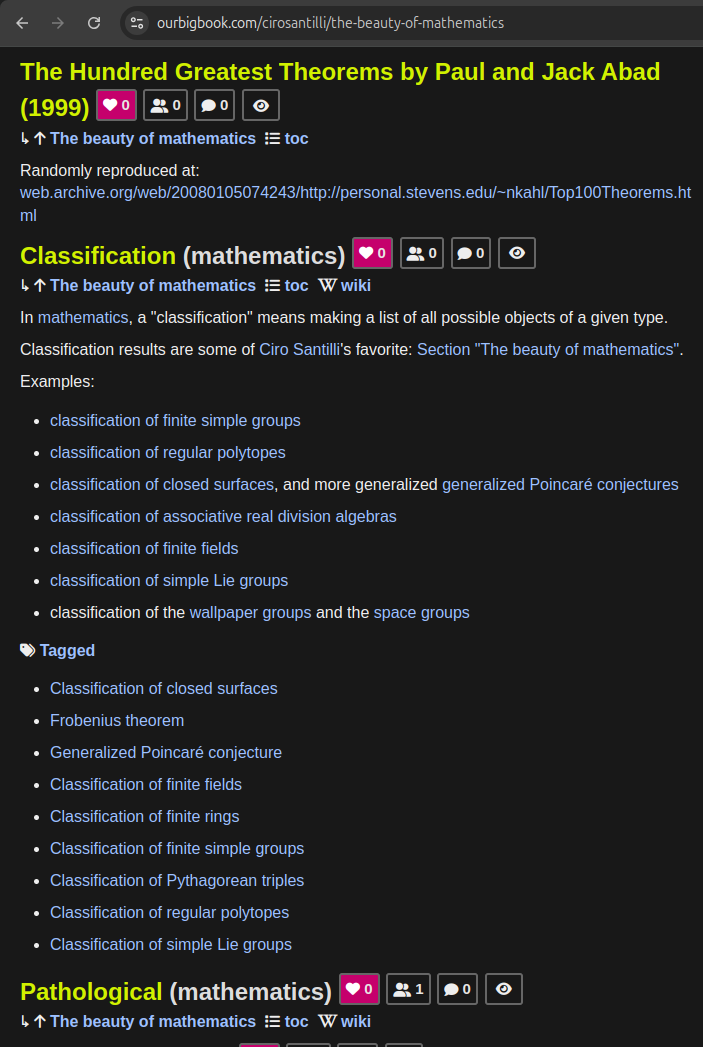 ourbigbook.com/cirosantilli/the-beauty-of-mathematics
The Hundred Greatest Theorems by Paul and Jack Abad
(1999) 0 0 0
↳ ↑ The beauty of mathematics toc
Randomly reproduced at:
web.archive.org/web/20080105074243/http://personal.stevens.edu/~nkahl/Top100Theorems.ht
ml
Classification (mathematics) 0 0 0
↳ ↑ The beauty of mathematics toc W wiki
In mathematics, a "classification" means making a list of all possible objects of a given type.
Classification results are some of Ciro Santilli's favorite: Section "The beauty of mathematics".
Examples:
• classification of finite simple groups
• classification of regular polytopes
• classification of closed surfaces, and more generalized generalized Poincaré conjectures
• classification of associative real division algebras
• classification of finite fields
• classification of simple Lie groups
• classification of the wallpaper groups and the space groups
Tagged
• Classification of closed surfaces
• Frobenius theorem
• Generalized Poincaré conjecture
• Classification of finite fields
• Classification of finite rings
• Classification of finite simple groups
• Classification of Pythagorean triples
• Classification of regular polytopes
• Classification of simple Lie groups
Pathological (mathematics) 0 1 0
↳ ↑ The beauty of mathematics toc W wiki